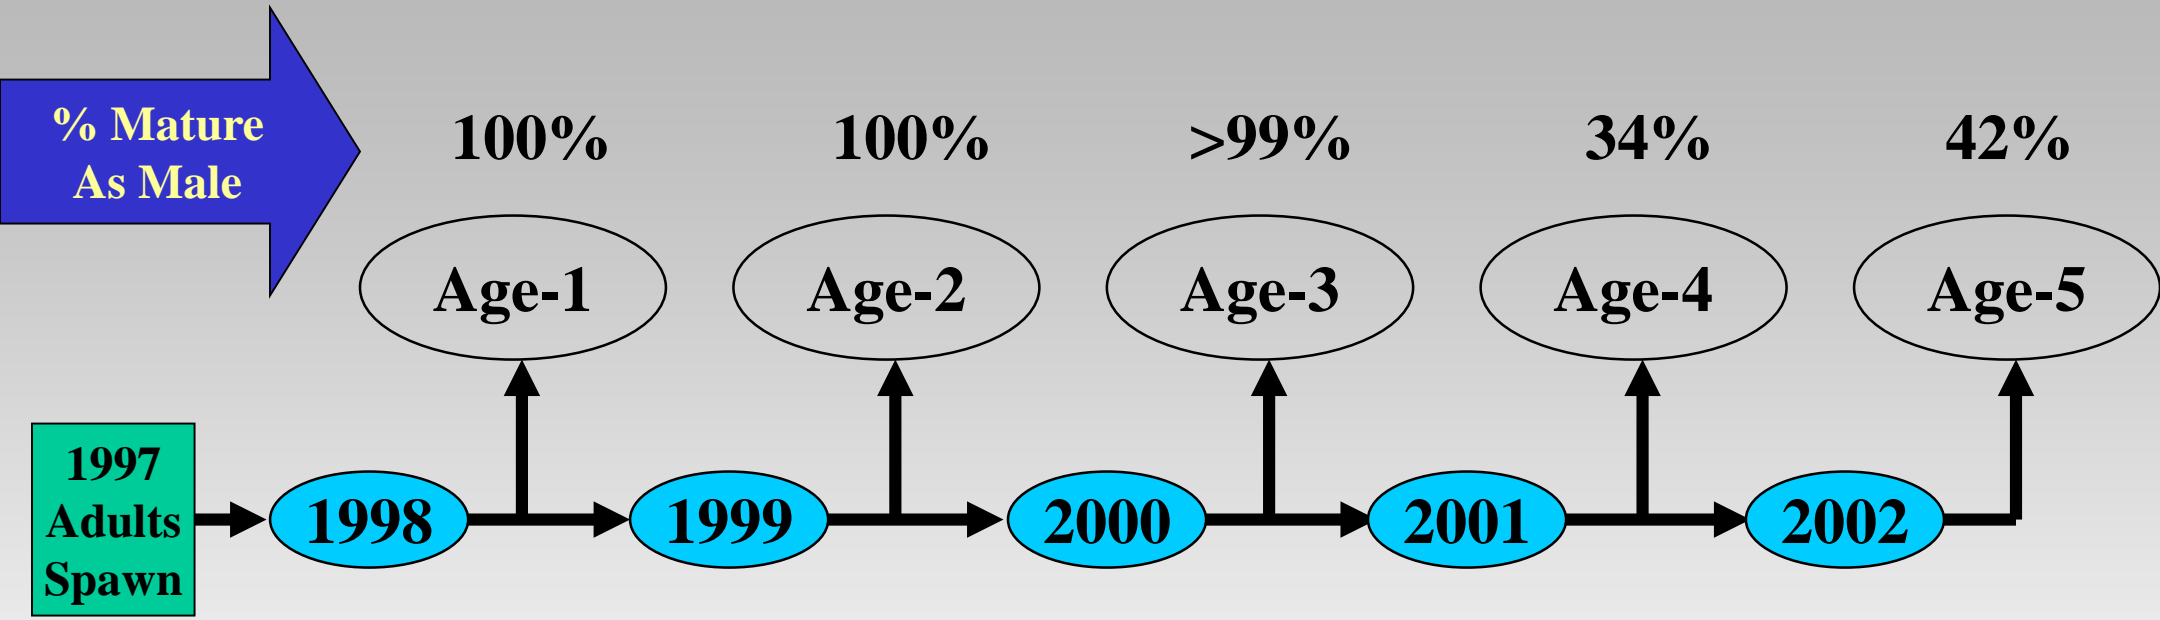 % Mature
As Male
100%
100%
>99%
34%
42%
Age-1
Age-2
Age-3
Age-4
Age-5
1997
Adults
Spawn
1998
1999
2000
2001
2002